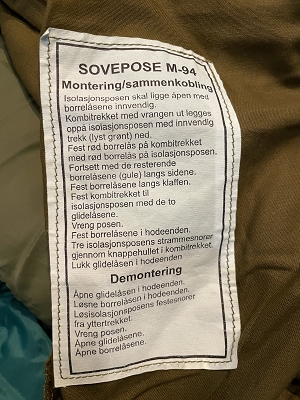 SOVEPOSE M-94
Montering/sammenkobling
Isolasjonsposen skal ligge åpen med
borrelåsene innvendig.
Kombitrekket med vrangen ut legges
oppå isolasjonsposen med innvendig
trekk (lyst grønt) ned.
Fest rød borrelås på kombitrekket
med rød borrelås på isolasjonsposen.
Fortsett med de resterende
borrelåsene (gule) langs sidene.
Fest borrelåsene langs klaffen.
Fest kombitrekket til
isolasjonsposen med de to
glidelåsene.
Vreng posen.
Fest borrelåsene i hodeenden.
Tre isolasjonsposens strammesnorer
gjennom knappehullet i kombitrekket.
Lukk glidelåsen i hodeenden
Demontering
Åpne glidelåsen i hodeenden.
Løsne borrelåsen i hodeenden.
Løsisolasjonsposens festesnorer
fra yttertrekket.
Vreng posen.
Åpne glidelåsene.
Åpne borrelåsene.